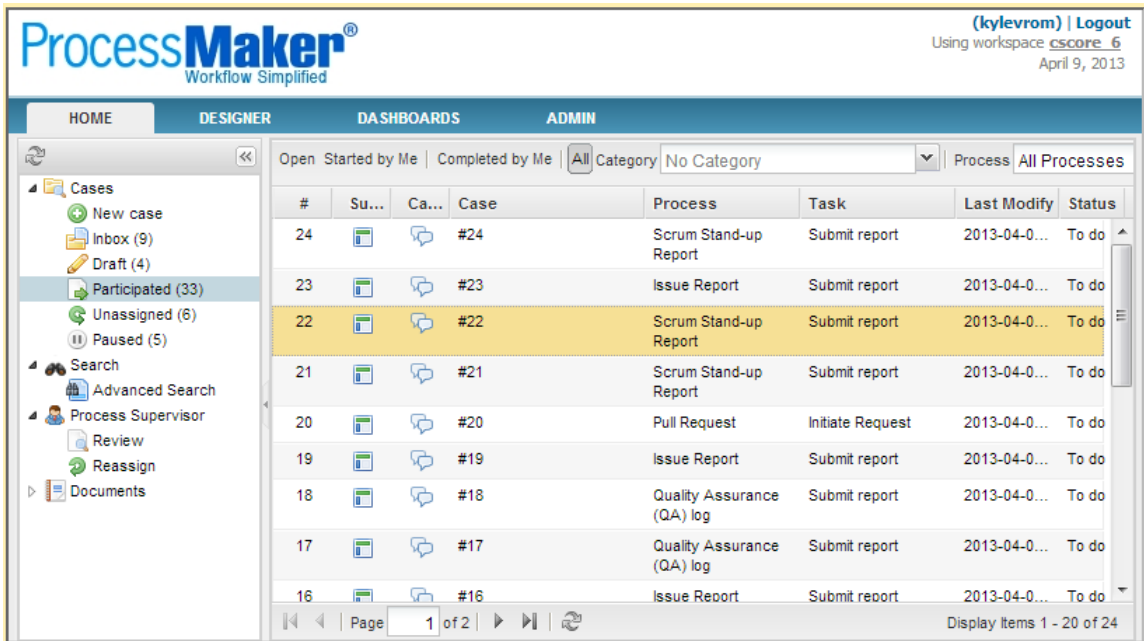 ProcessMaker®
Workflow Simplified
(kylevrom) | Logout
Using workspace cscore_6
April 9, 2013
HOME DESIGNER DASHBOARDS ADMIN
Cases
New case
Inbox (9)
Draft (4)
Participated (33)
Unassigned (6)
Paused (5)
Search
Advanced Search
Process Supervisor
Review
Reassign
Documents
Open Started by Me | Completed by Me | All Category No Category Process All Processes
# Su... Ca... Case Process Task Last Modify Status
24 #24 Scrum Stand-up Submit report 2013-04-0... To do
Report
23 #23 Issue Report Submit report 2013-04-0... To do
22 #22 Scrum Stand-up Submit report 2013-04-0... To do
Report
21 #21 Scrum Stand-up Submit report 2013-04-0... To do
Report
20 #20 Pull Request Initiate Request 2013-04-0... To do
19 #19 Issue Report Submit report 2013-04-0... To do
18 #18 Quality Assurance Submit report 2013-04-0... To do
(QA) log
17 #17 Quality Assurance Submit report 2013-04-0... To do
(QA) log
16 #16 Issue Report Submit report 2013-04-0... To do
Page 1 of 2 Display Items 1 - 20 of 24